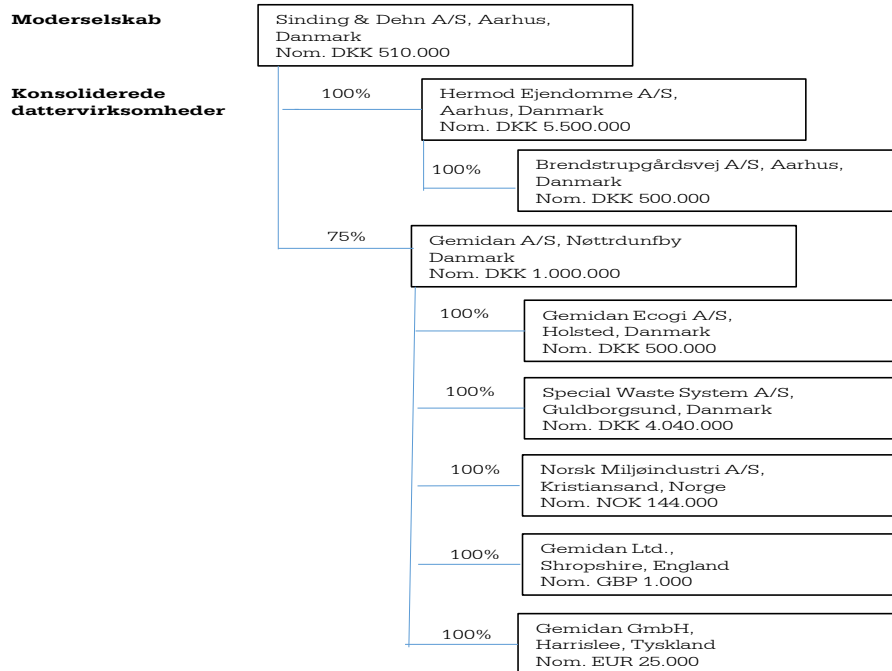 Moderselskab
Sinding & Dehn A/S, Aarhus,
Danmark
Nom. DKK 510.000
Konsoliderede
dattervirksomheder
100%
Hermod Ejendomme A/S,
Aarhus, Danmark
Nom. DKK 5.500.000
100%
Brendstrupgårdsvej A/S, Aarhus,
Danmark
Nom. DKK 500.000
75%
Gemidan A/S, Nøttrdunfby
Danmark
Nom. DKK 1.000.000
100%
Gemidan Ecogi A/S,
Holsted, Danmark
Nom. DKK 500.000
100%
Special Waste System A/S,
Guldborgsund, Danmark
Nom. DKK 4.040.000
100%
Norsk Miljøindustri A/S,
Kristiansand, Norge
Nom. NOK 144.000
100%
Gemidan Ltd.,
Shropshire, England
Nom. GBP 1.000
100%
Gemidan GmbH,
Harrislee, Tyskland
Nom. EUR 25.000